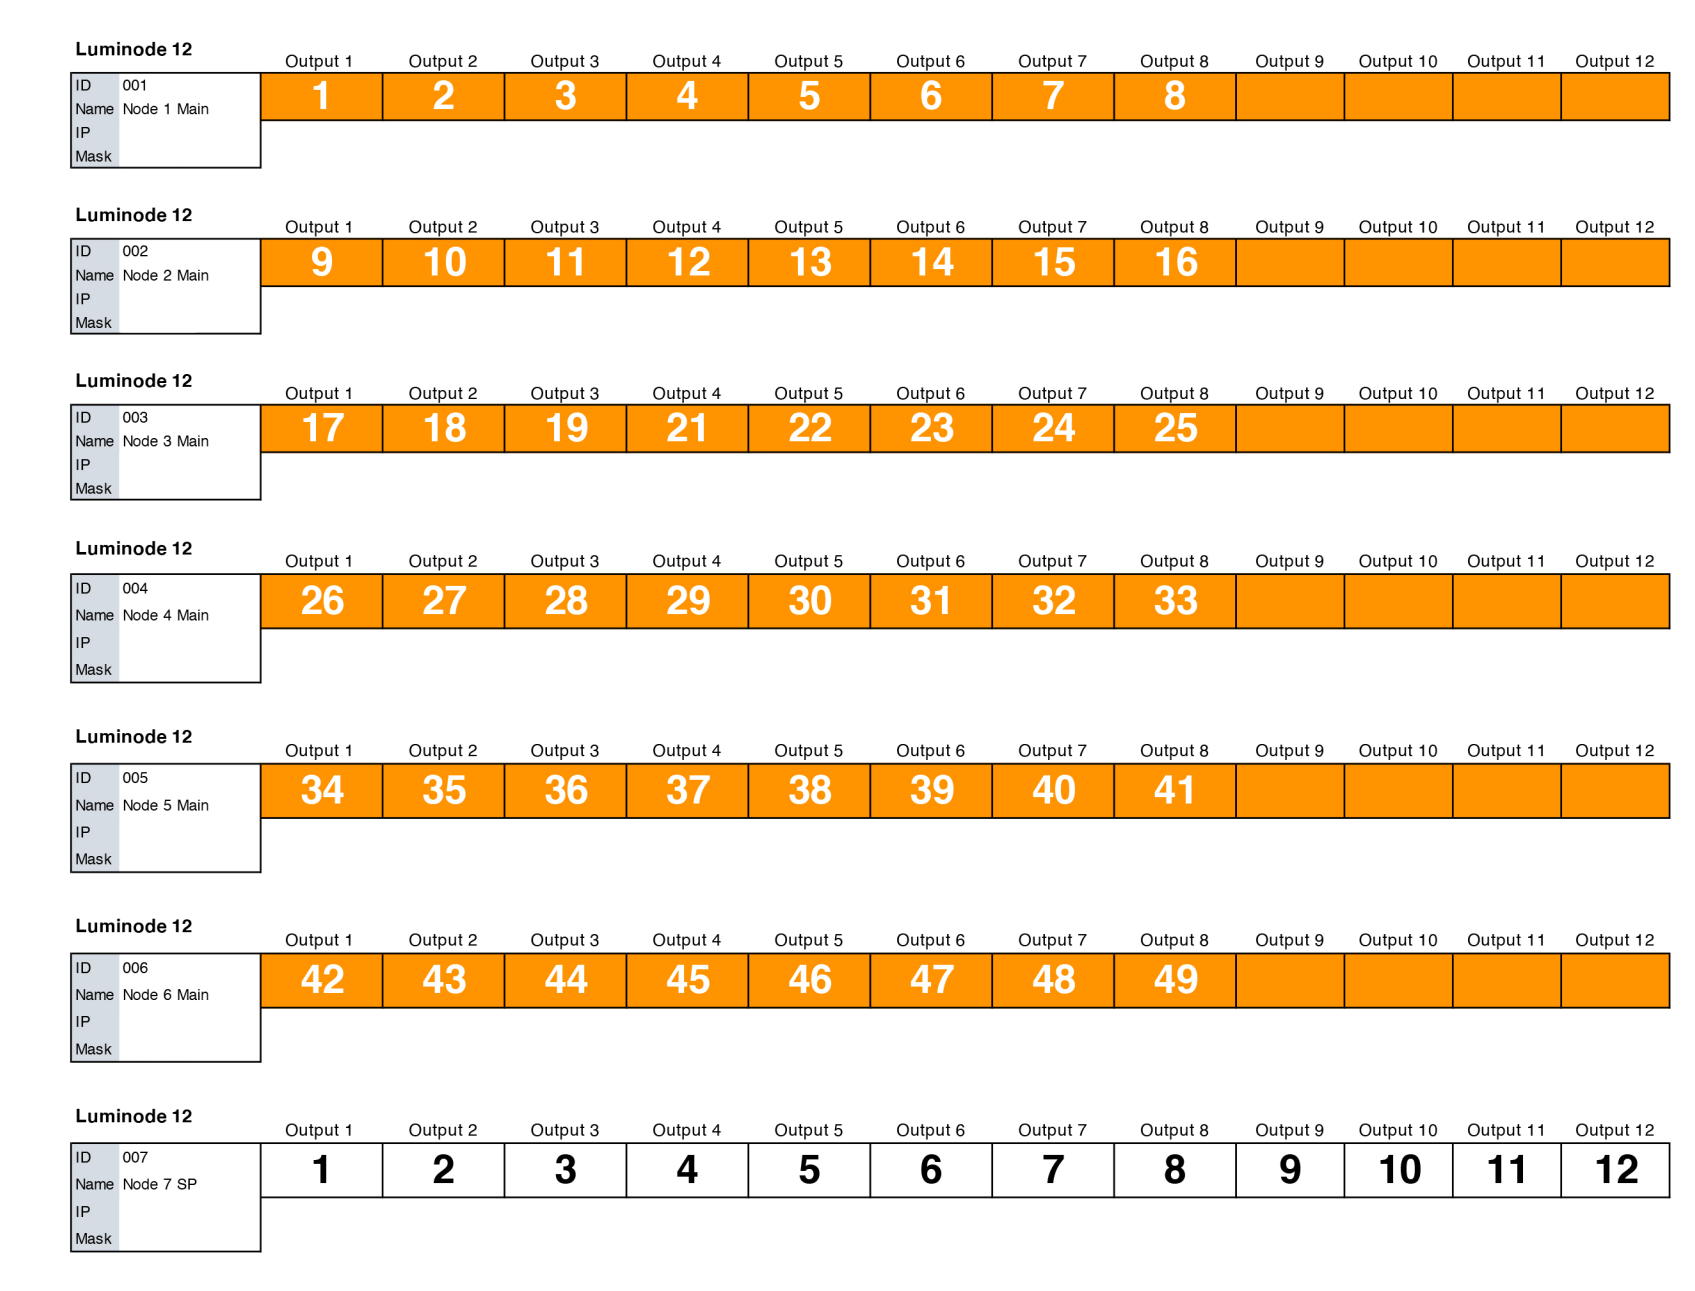 Luminode 12
Output 1 Output 2 Output 3 Output 4 Output 5 Output 6 Output 7 Output 8 Output 9 Output 10 Output 11 Output 12
ID 001 1 2 3 4 5 6 7 8
Name Node 1 Main
IP
Mask
Luminode 12
Output 1 Output 2 Output 3 Output 4 Output 5 Output 6 Output 7 Output 8 Output 9 Output 10 Output 11 Output 12
ID 002 9 10 11 12 13 14 15 16
Name Node 2 Main
IP
Mask
Luminode 12
Output 1 Output 2 Output 3 Output 4 Output 5 Output 6 Output 7 Output 8 Output 9 Output 10 Output 11 Output 12
ID 003 17 18 19 21 22 23 24 25
Name Node 3 Main
IP
Mask
Luminode 12
Output 1 Output 2 Output 3 Output 4 Output 5 Output 6 Output 7 Output 8 Output 9 Output 10 Output 11 Output 12
ID 004 26 27 28 29 30 31 32 33
Name Node 4 Main
IP
Mask
Luminode 12
Output 1 Output 2 Output 3 Output 4 Output 5 Output 6 Output 7 Output 8 Output 9 Output 10 Output 11 Output 12
ID 005 34 35 36 37 38 39 40 41
Name Node 5 Main
IP
Mask
Luminode 12
Output 1 Output 2 Output 3 Output 4 Output 5 Output 6 Output 7 Output 8 Output 9 Output 10 Output 11 Output 12
ID 006 42 43 44 45 46 47 48 49
Name Node 6 Main
IP
Mask
Luminode 12
Output 1 Output 2 Output 3 Output 4 Output 5 Output 6 Output 7 Output 8 Output 9 Output 10 Output 11 Output 12
ID 007 1 2 3 4 5 6 7 8 9 10 11 12
Name Node 7 SP
IP
Mask